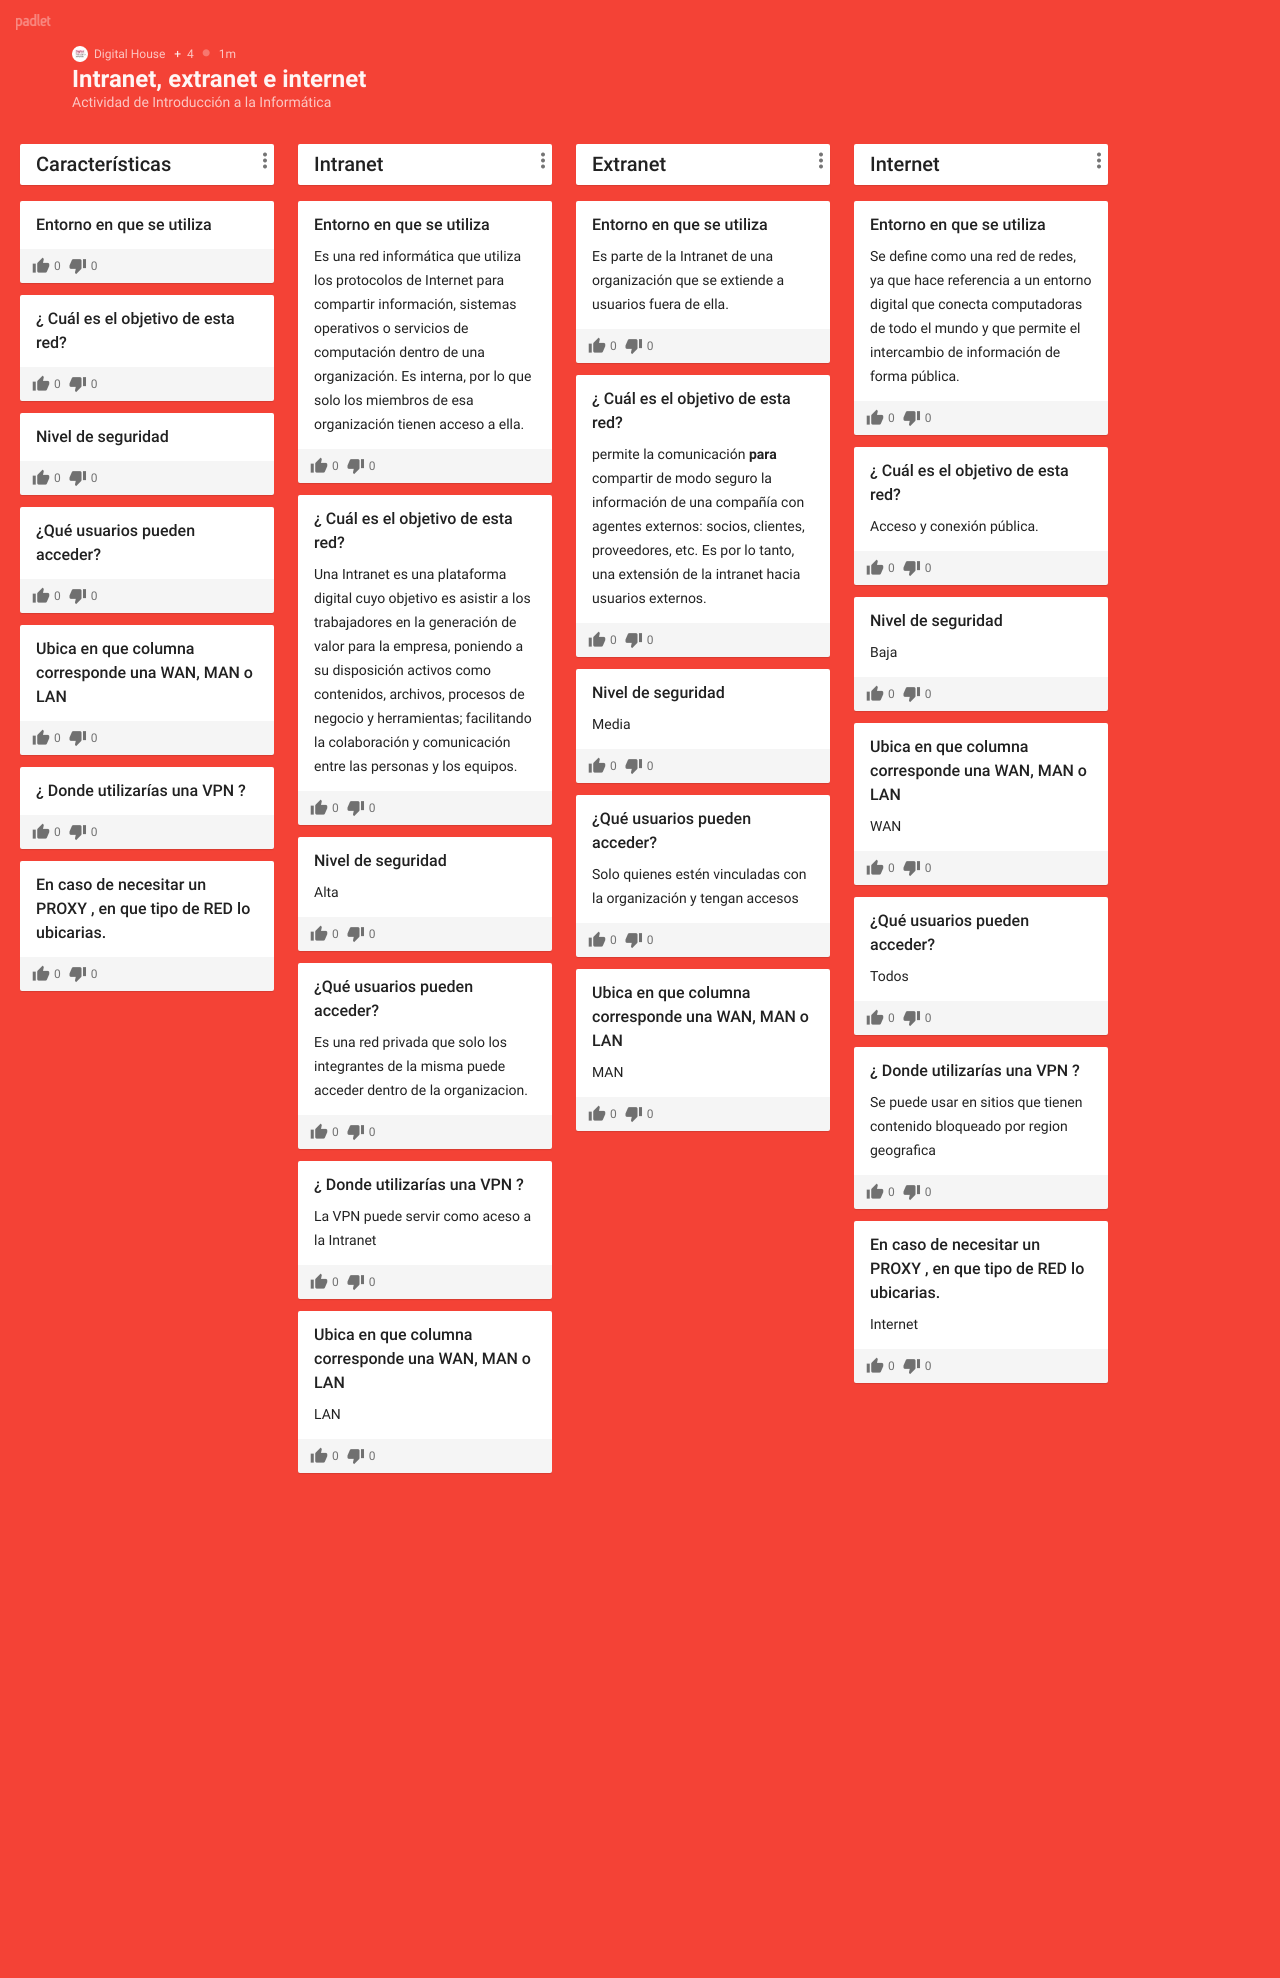 padlet
Digital House + 4 1m
Intranet, extranet e internet
Actividad de Introducción a la Informática
Características
Entorno en que se utiliza
0 0
¿ Cuál es el objetivo de esta
red?
0 0
Nivel de seguridad
0 0
¿Qué usuarios pueden
acceder?
0 0
Ubica en que columna
corresponde una WAN, MAN o
LAN
0 0
¿ Donde utilizarías una VPN ?
0 0
En caso de necesitar un
PROXY , en que tipo de RED lo
ubicarias.
0 0
Intranet
Entorno en que se utiliza
Es una red informática que utiliza
los protocolos de Internet para
compartir información, sistemas
operativos o servicios de
computación dentro de una
organización. Es interna, por lo que
solo los miembros de esa
organización tienen acceso a ella.
0 0
¿ Cuál es el objetivo de esta
red?
Una Intranet es una plataforma
digital cuyo objetivo es asistir a los
trabajadores en la generación de
valor para la empresa, poniendo a
su disposición activos como
contenidos, archivos, procesos de
negocio y herramientas; facilitando
la colaboración y comunicación
entre las personas y los equipos.
0 0
Nivel de seguridad
Alta
0 0
¿Qué usuarios pueden
acceder?
Es una red privada que solo los
integrantes de la misma puede
acceder dentro de la organizacion.
0 0
¿ Donde utilizarías una VPN ?
La VPN puede servir como aceso a
la Intranet
0 0
Ubica en que columna
corresponde una WAN, MAN o
LAN
LAN
0 0
Extranet
Entorno en que se utiliza
Es parte de la Intranet de una
organización que se extiende a
usuarios fuera de ella.
0 0
¿ Cuál es el objetivo de esta
red?
permite la comunicación para
compartir de modo seguro la
información de una compañía con
agentes externos: socios, clientes,
proveedores, etc. Es por lo tanto,
una extensión de la intranet hacia
usuarios externos.
0 0
Nivel de seguridad
Media
0 0
¿Qué usuarios pueden
acceder?
Solo quienes estén vinculadas con
la organización y tengan accesos
0 0
Ubica en que columna
corresponde una WAN, MAN o
LAN
MAN
0 0
Internet
Entorno en que se utiliza
Se define como una red de redes,
ya que hace referencia a un entorno
digital que conecta computadoras
de todo el mundo y que permite el
intercambio de información de
forma pública.
0 0
¿ Cuál es el objetivo de esta
red?
Acceso y conexión pública.
0 0
Nivel de seguridad
Baja
0 0
Ubica en que columna
corresponde una WAN, MAN o
LAN
WAN
0 0
¿Qué usuarios pueden
acceder?
Todos
0 0
¿ Donde utilizarías una VPN ?
Se puede usar en sitios que tienen
contenido bloqueado por region
geografica
0 0
En caso de necesitar un
PROXY , en que tipo de RED lo
ubicarias.
Internet
0 0